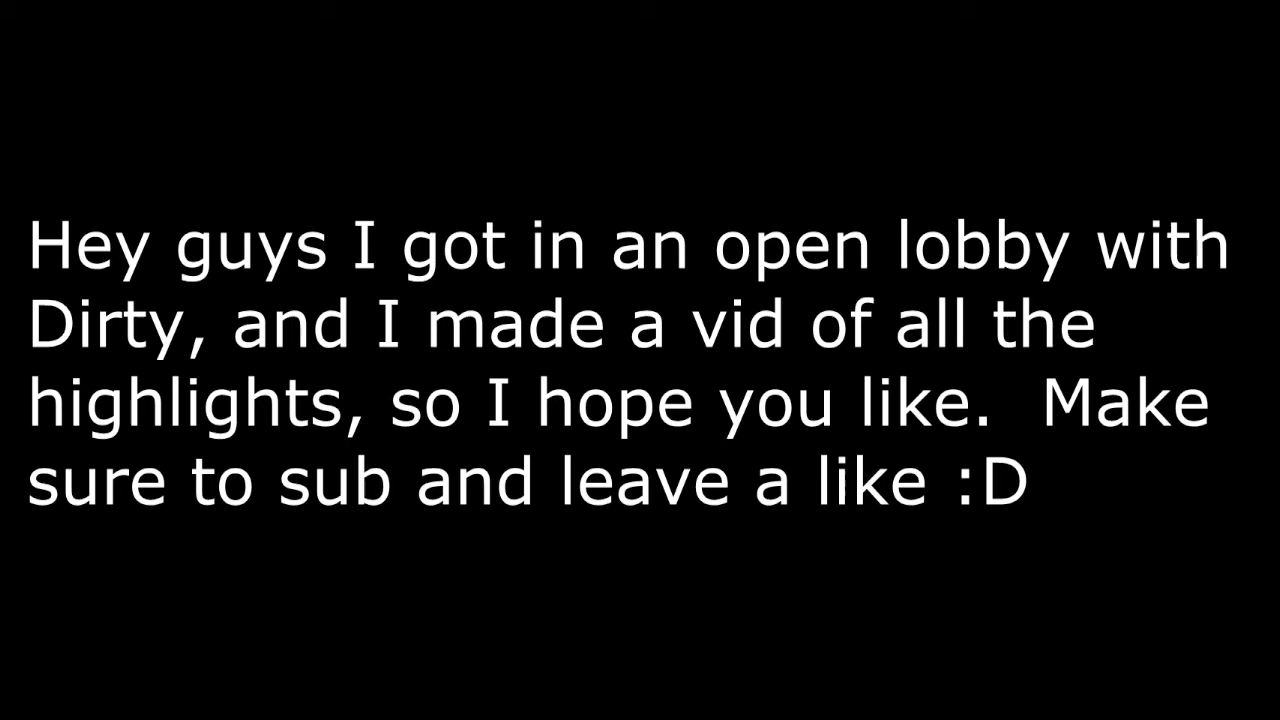 Hey guys I got in an open lobby with
Dirty, and I made a vid of all the
highlights, so I hope you like.  Make
sure to sub and leave a like :D